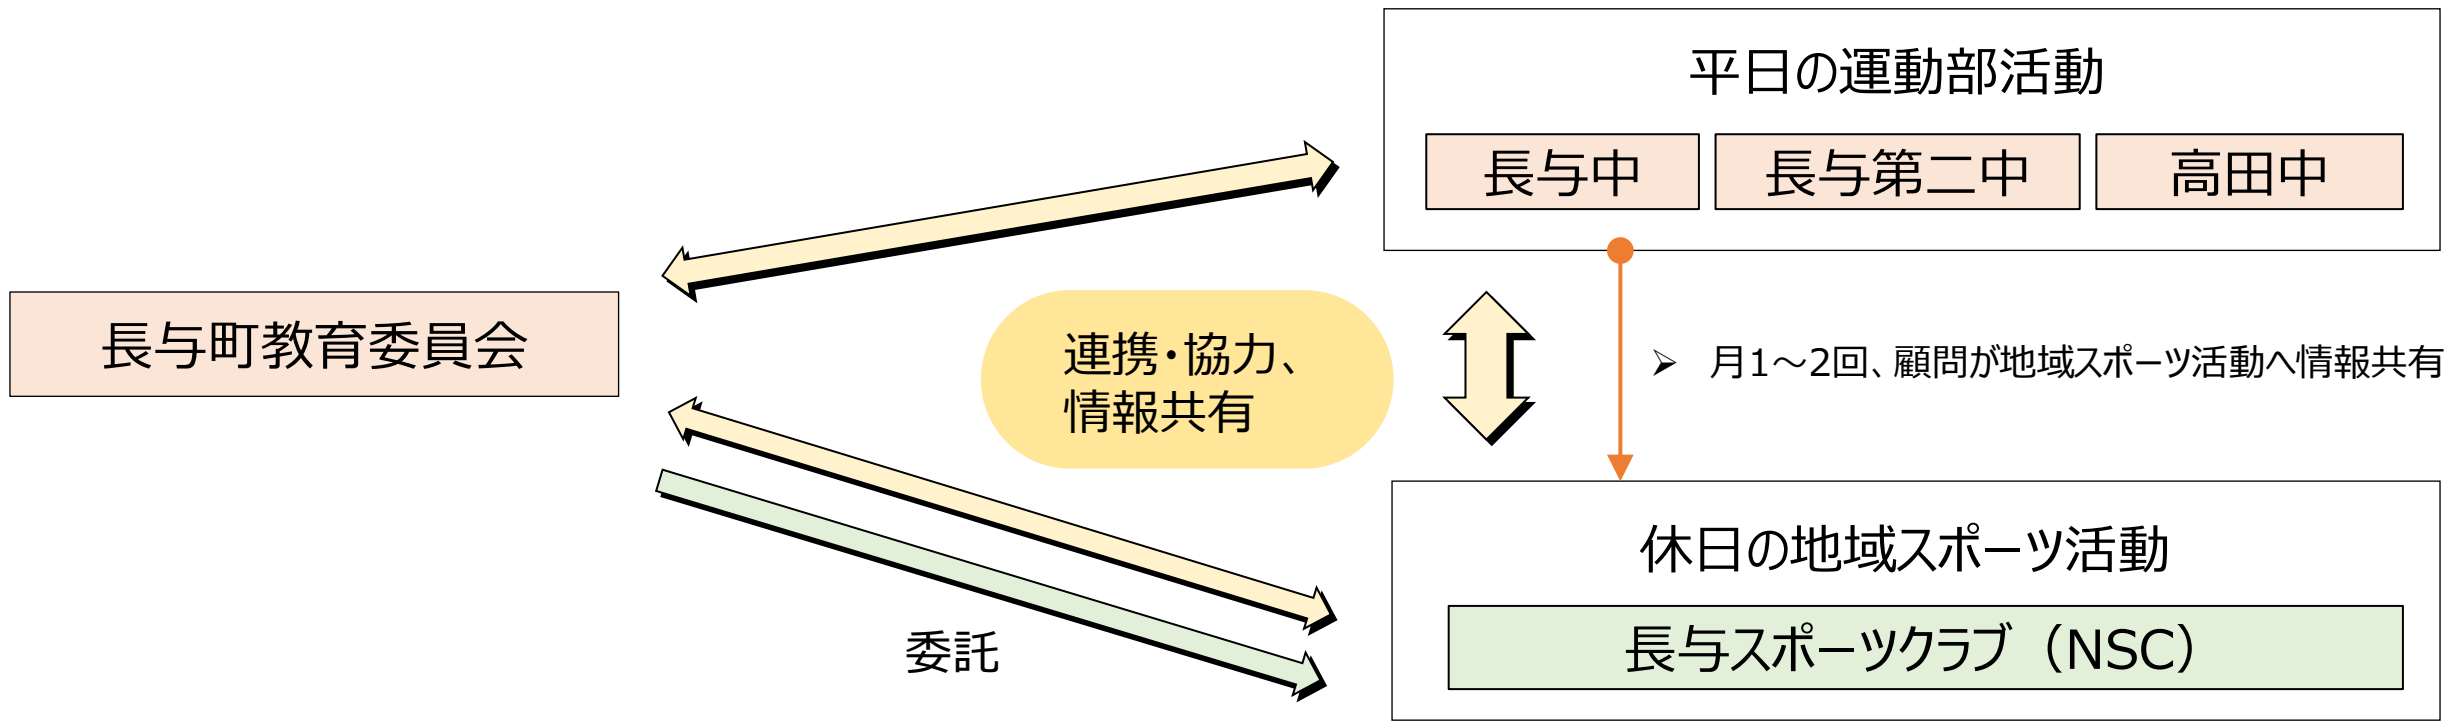 平日の運動部活動
長与中
長与第二中
高田中
長与町教育委員会
連携・協力、
情報共有
➢ 月1～2回、顧問が地域スポーツ活動へ情報共有
休日の地域スポーツ活動
長与スポーツクラブ（NSC）
委託